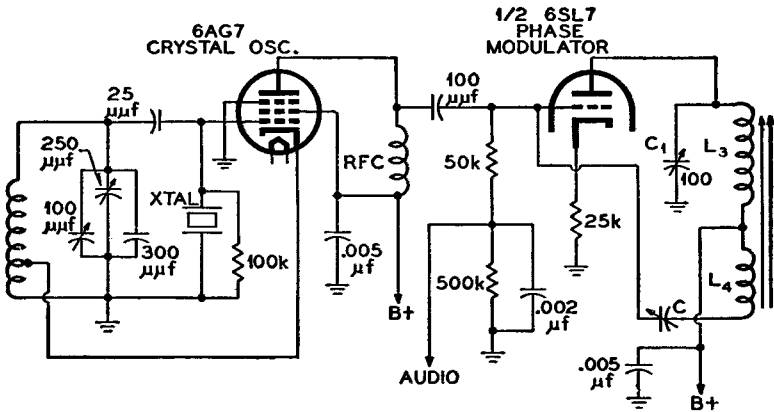 6AG7
CRYSTAL OSC.
1/2 6SL7
PHASE
MODULATOR
25
μμf
250
μμf
100
μμf
300
μμf
XTAL
100k
.005
μf
RFC
B+
100
μμf
50k
500k
.002
μf
AUDIO
25k
C1
100
L3
L4
C
.005
μf
B+